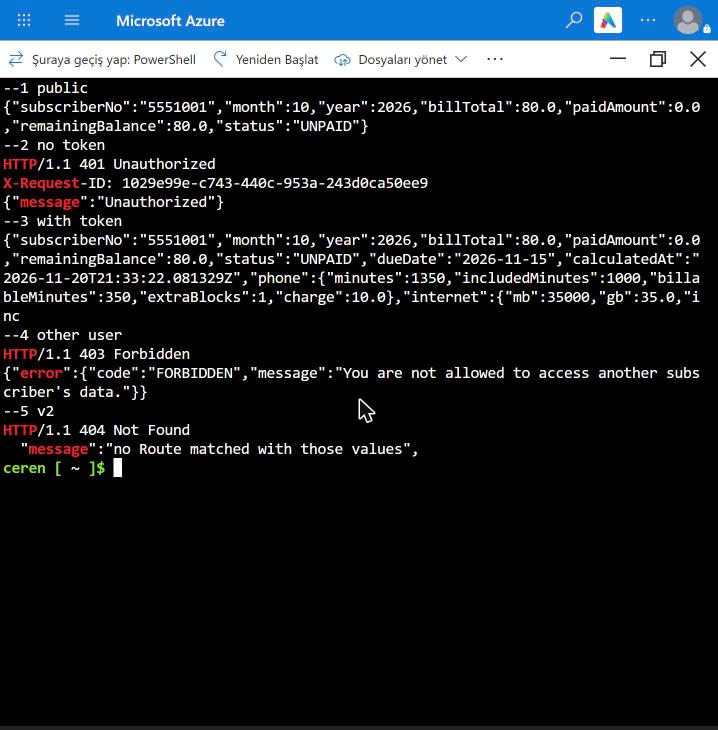 Microsoft Azure
Şuraya geçiş yap: PowerShell Yeniden Başlat Dosyaları yönet
--1 public
{"subscriberNo":"5551001","month":10,"year":2026,"billTotal":80.0,"paidAmount":0.0
,"remainingBalance":80.0,"status":"UNPAID"}
--2 no token
HTTP/1.1 401 Unauthorized
X-Request-ID: 1029e99e-c743-440c-953a-243d0ca50ee9
{"message":"Unauthorized"}
--3 with token
{"subscriberNo":"5551001","month":10,"year":2026,"billTotal":80.0,"paidAmount":0.0
,"remainingBalance":80.0,"status":"UNPAID","dueDate":"2026-11-15","calculatedAt":"
2026-11-20T21:33:22.081329Z","phone":{"minutes":1350,"includedMinutes":1000,"billa
bleMinutes":350,"extraBlocks":1,"charge":10.0},"internet":{"mb":35000,"gb":35.0,"i
nc
--4 other user
HTTP/1.1 403 Forbidden
{"error":{"code":"FORBIDDEN","message":"You are not allowed to access another subs
criber's data."}}
--5 v2
HTTP/1.1 404 Not Found
  "message":"no Route matched with those values",
ceren [ ~ ]$